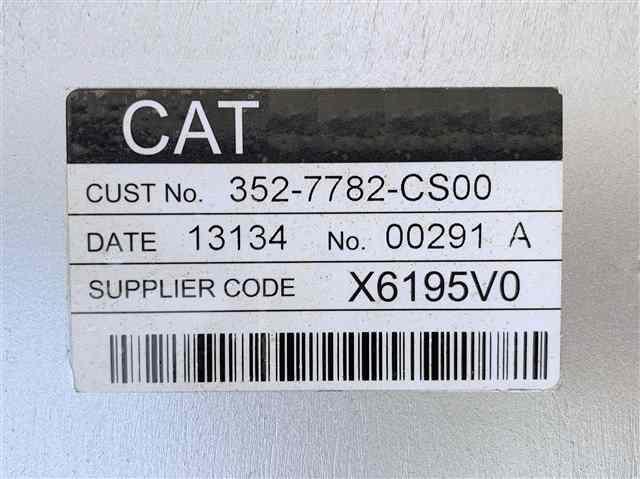 CAT
CUST No. 352-7782-CS00
DATE 13134 No. 00291 A
SUPPLIER CODE X6195V0